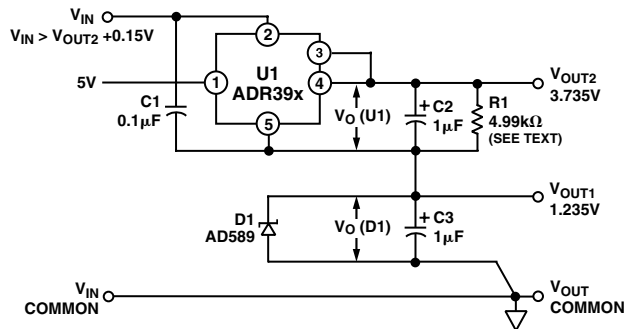 VIN
VIN > VOUT2 +0.15V
2
3
U1
ADR39x
5V
1
4
VOUT2
3.735V
C1
0.1µF
VO (U1)
+ C2
1µF
R1
4.99kΩ
(SEE TEXT)
5
VOUT1
1.235V
D1
AD589
VO (D1)
+ C3
1µF
VIN
COMMON
VOUT
COMMON